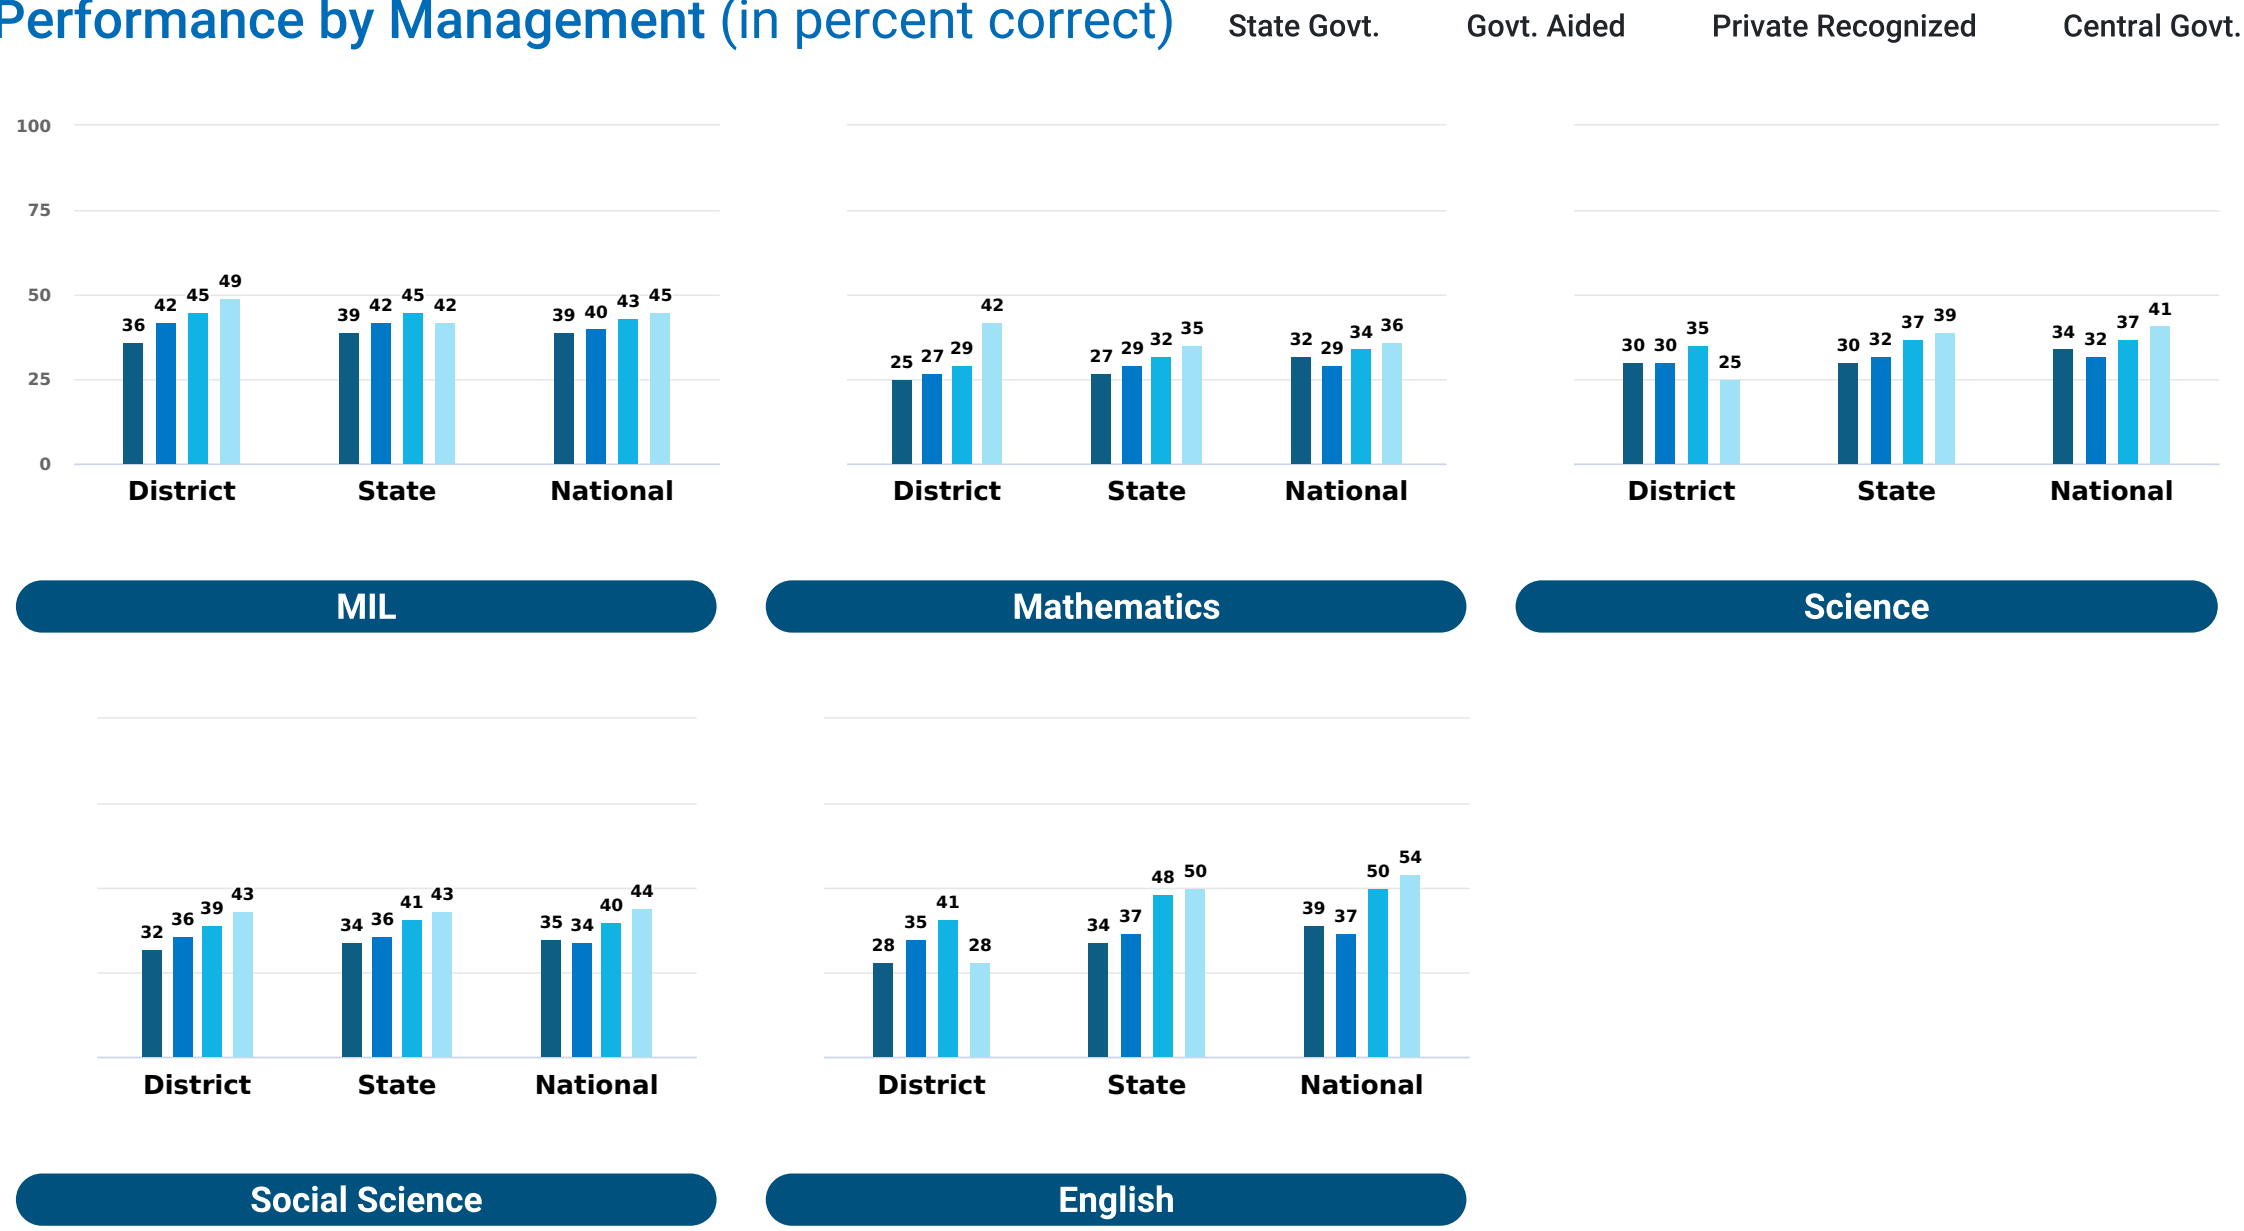 Performance by Management (in percent correct) State Govt. Govt. Aided Private Recognized Central Govt.
100
75
50
25
0
36 42 45 49 39 42 45 42 39 40 43 45
District State National
MIL
25 27 29 42 27 29 32 35 32 29 34 36
District State National
Mathematics
30 30 35 25 30 32 37 39 34 32 37 41
District State National
Science
32 36 39 43 34 36 41 43 35 34 40 44
District State National
Social Science
28 35 41 28 34 37 48 50 39 37 50 54
District State National
English